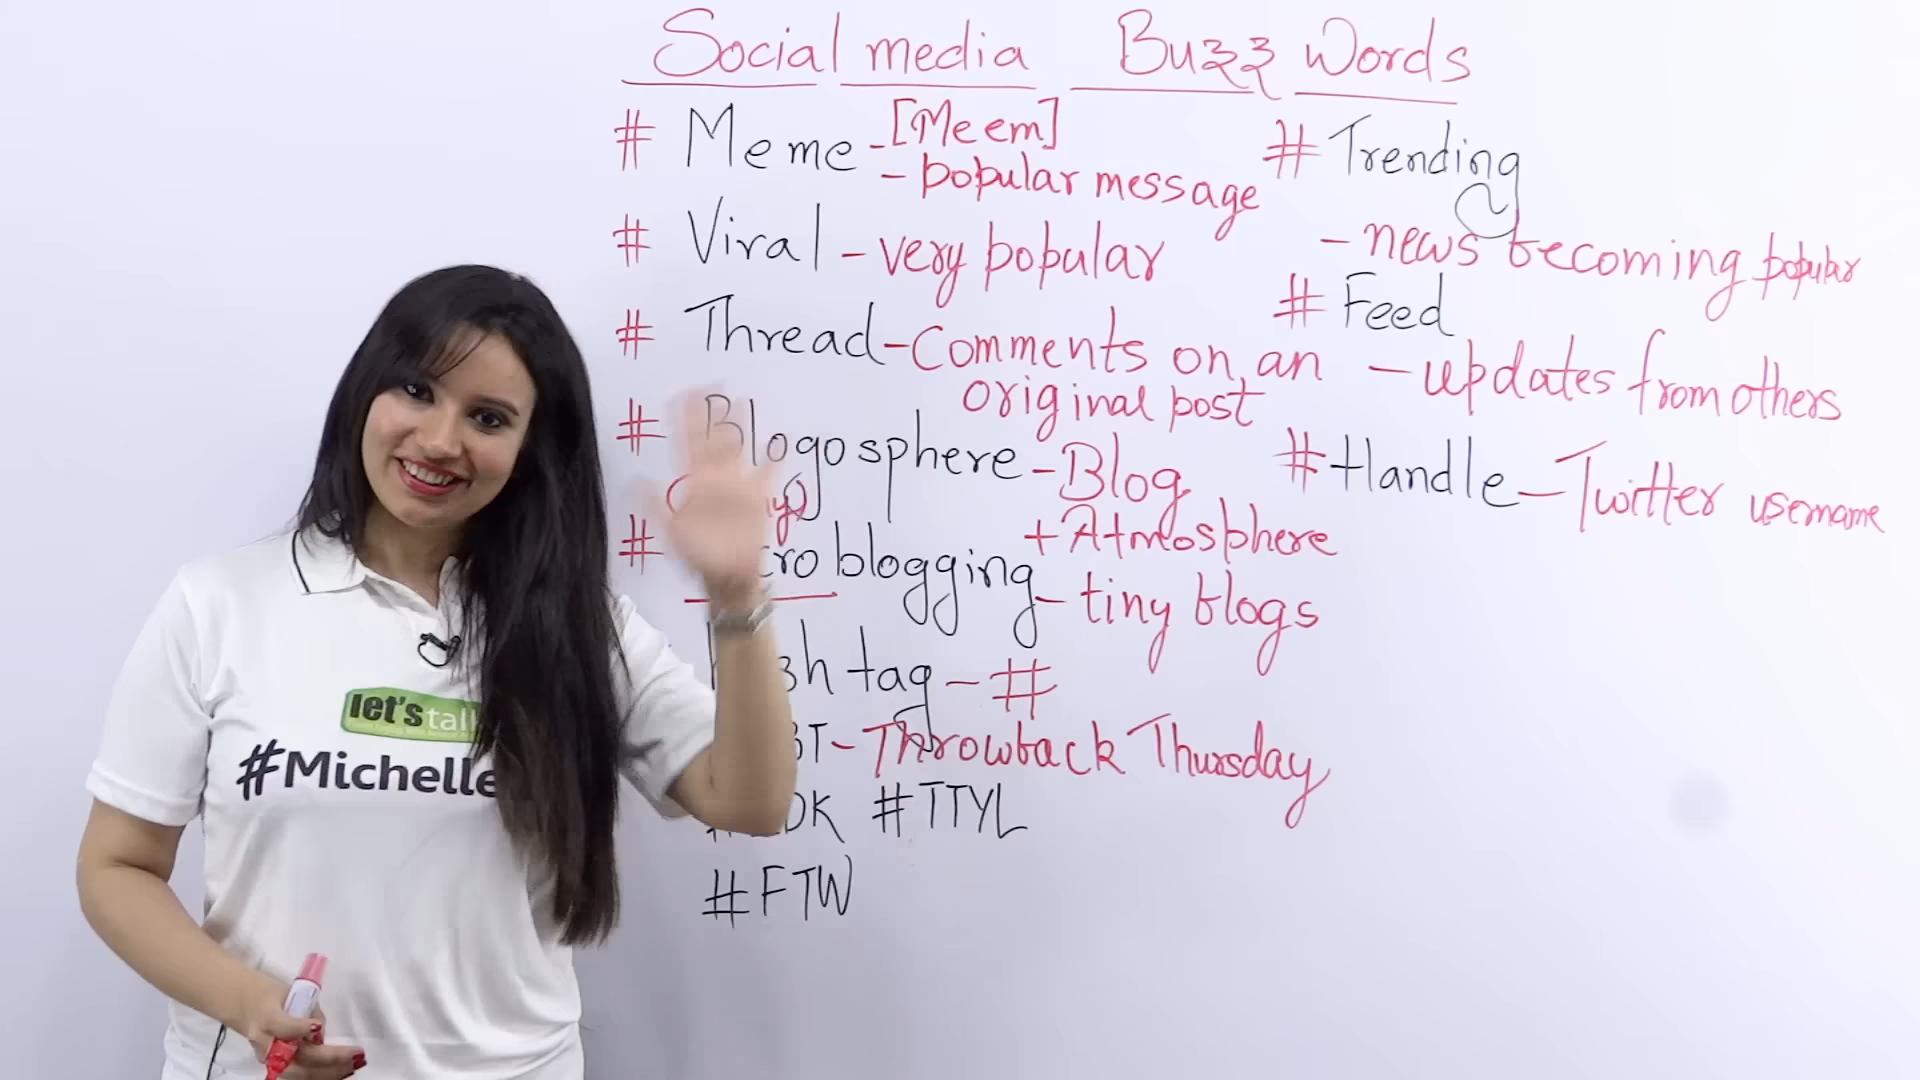 Social media Buzz Words
# Meme - [Meem]
- popular message
# Viral - very popular
# Thread - Comments on an
original post
# Blogosphere - Blog
+ Atmosphere
# blogging - tiny blogs
tag - #
- Throwback Thursday
#TTYL
#FTW
# Trending
- news becoming popular
# Feed
- updates from others
# Handle - Twitter username
let's talk
#Michelle